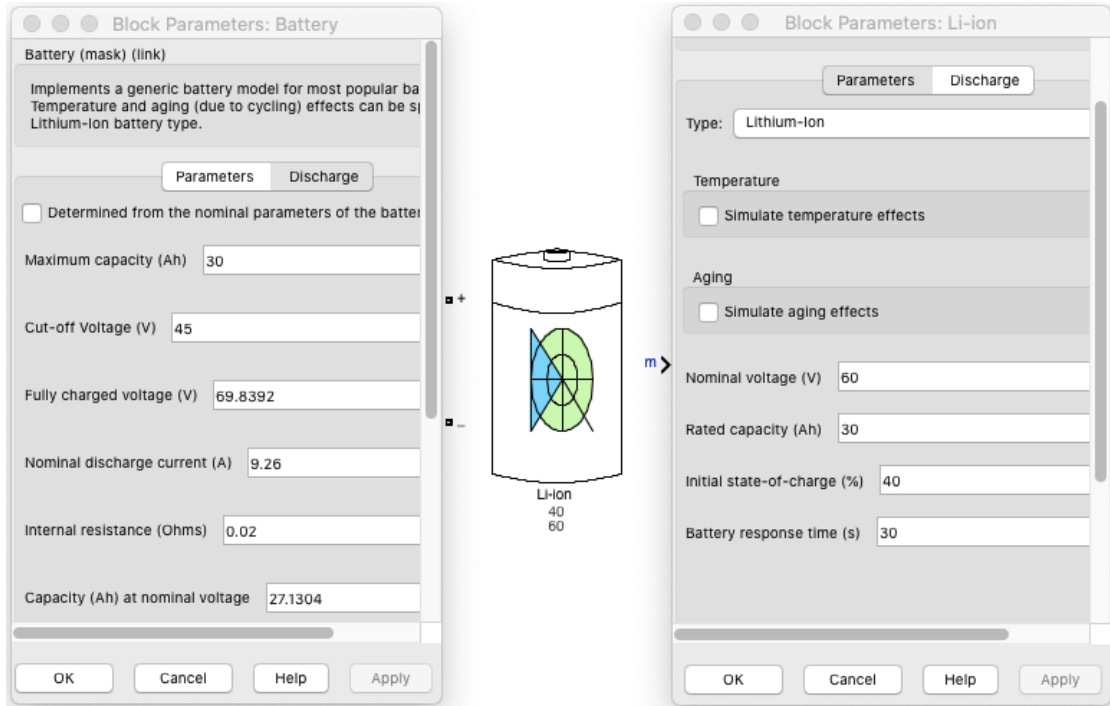 Block Parameters: Battery
Battery (mask) (link)
Implements a generic battery model for most popular ba
Temperature and aging (due to cycling) effects can be sp
Lithium-Ion battery type.
Parameters Discharge
Determined from the nominal parameters of the batter
Maximum capacity (Ah) 30
Cut-off Voltage (V) 45
Fully charged voltage (V) 69.8392
Nominal discharge current (A) 9.26
Internal resistance (Ohms) 0.02
Capacity (Ah) at nominal voltage 27.1304
OK Cancel Help Apply
+
m
–
Li-ion
40
60
Block Parameters: Li-ion
Parameters Discharge
Type: Lithium-Ion
Temperature
Simulate temperature effects
Aging
Simulate aging effects
Nominal voltage (V) 60
Rated capacity (Ah) 30
Initial state-of-charge (%) 40
Battery response time (s) 30
OK Cancel Help Apply